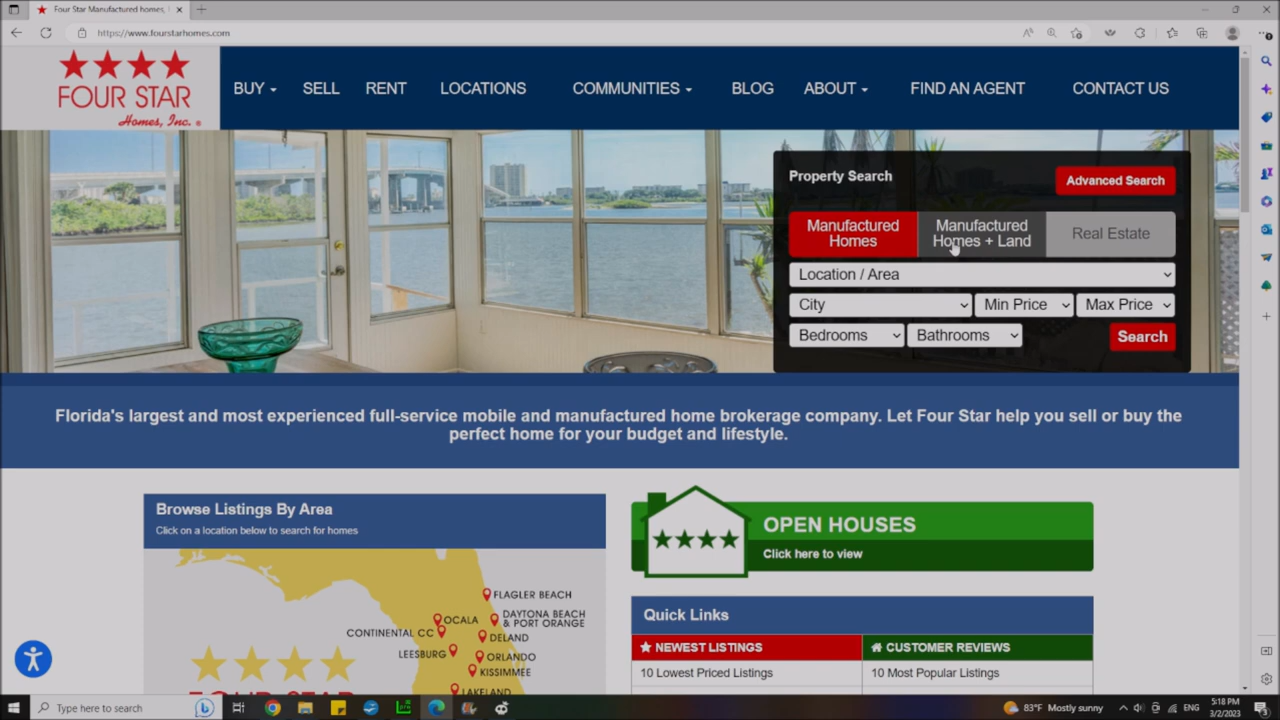 Four Star Manufactured homes,
https://www.fourstarhomes.com
FOUR STAR
Homes, Inc. ®
BUY
SELL
RENT
LOCATIONS
COMMUNITIES
BLOG
ABOUT
FIND AN AGENT
CONTACT US
Property Search
Advanced Search
Manufactured
Homes
Manufactured
Homes + Land
Real Estate
Location / Area
City
Min Price
Max Price
Bedrooms
Bathrooms
Search
Florida's largest and most experienced full-service mobile and manufactured home brokerage company. Let Four Star help you sell or buy the
perfect home for your budget and lifestyle.
Browse Listings By Area
Click on a location below to search for homes
FLAGLER BEACH
OCALA
DAYTONA BEACH
& PORT ORANGE
CONTINENTAL CC
DELAND
LEESBURG
ORLANDO
KISSIMMEE
LAKELAND
FOUR STAR
OPEN HOUSES
Click here to view
Quick Links
NEWEST LISTINGS
CUSTOMER REVIEWS
10 Lowest Priced Listings
10 Most Popular Listings
Type here to search
83°F Mostly sunny
ENG
5:18 PM
3/2/2023